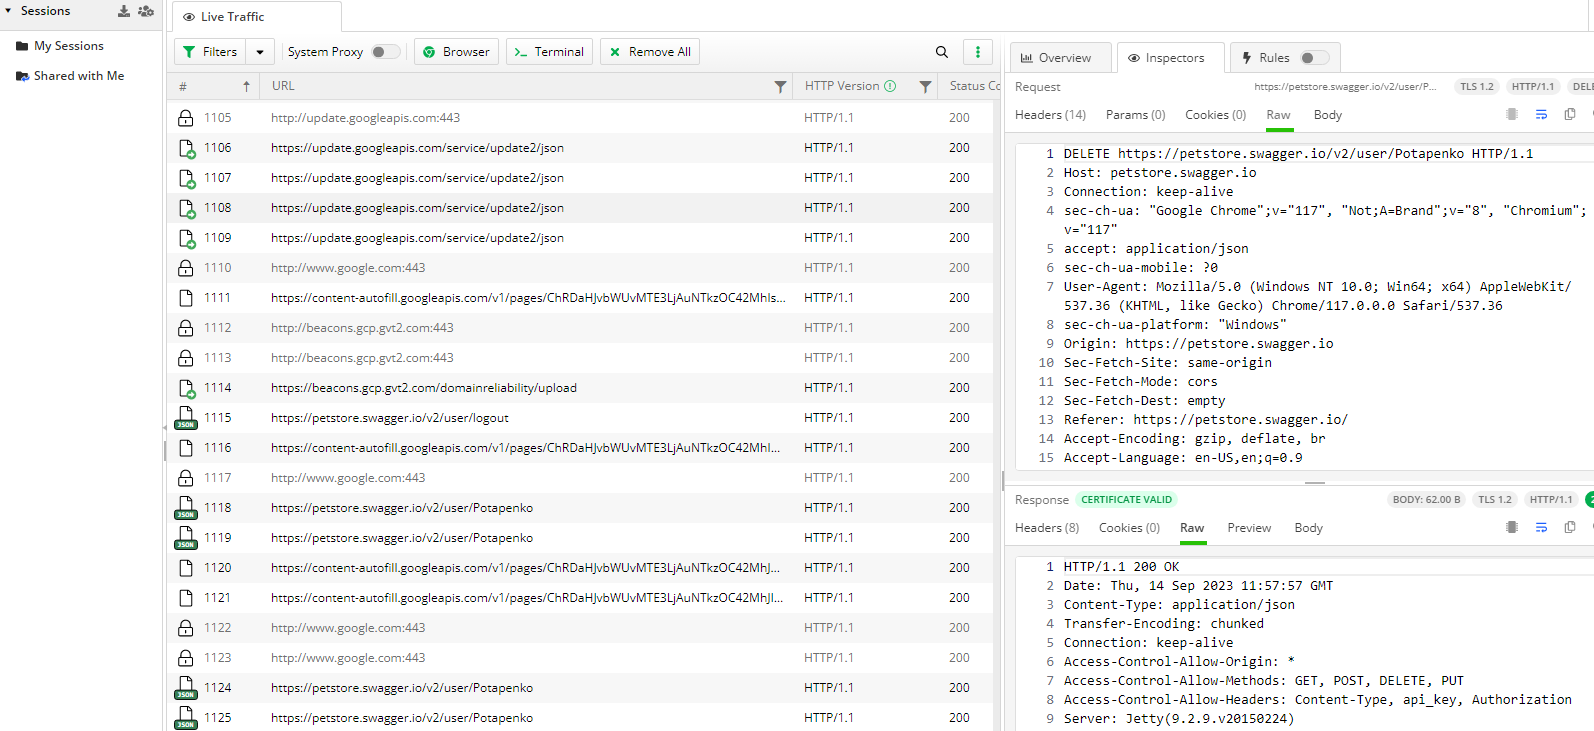 Sessions
My Sessions
Shared with Me
Live Traffic
Filters
System Proxy
Browser
Terminal
Remove All
# URL HTTP Version Status Co
1105 http://update.googleapis.com:443 HTTP/1.1 200
1106 https://update.googleapis.com/service/update2/json HTTP/1.1 200
1107 https://update.googleapis.com/service/update2/json HTTP/1.1 200
1108 https://update.googleapis.com/service/update2/json HTTP/1.1 200
1109 https://update.googleapis.com/service/update2/json HTTP/1.1 200
1110 http://www.google.com:443 HTTP/1.1 200
1111 https://content-autofill.googleapis.com/v1/pages/ChRDaHJvbWUvMTE3LjAuNTkzOC42MhIs... HTTP/1.1 200
1112 http://beacons.gcp.gvt2.com:443 HTTP/1.1 200
1113 http://beacons.gcp.gvt2.com:443 HTTP/1.1 200
1114 https://beacons.gcp.gvt2.com/domainreliability/upload HTTP/1.1 200
JSON 1115 https://petstore.swagger.io/v2/user/logout HTTP/1.1 200
1116 https://content-autofill.googleapis.com/v1/pages/ChRDaHJvbWUvMTE3LjAuNTkzOC42MhI... HTTP/1.1 200
1117 http://www.google.com:443 HTTP/1.1 200
JSON 1118 https://petstore.swagger.io/v2/user/Potapenko HTTP/1.1 200
JSON 1119 https://petstore.swagger.io/v2/user/Potapenko HTTP/1.1 200
1120 https://content-autofill.googleapis.com/v1/pages/ChRDaHJvbWUvMTE3LjAuNTkzOC42MhJ... HTTP/1.1 200
1121 https://content-autofill.googleapis.com/v1/pages/ChRDaHJvbWUvMTE3LjAuNTkzOC42MhJI... HTTP/1.1 200
1122 http://www.google.com:443 HTTP/1.1 200
1123 http://www.google.com:443 HTTP/1.1 200
JSON 1124 https://petstore.swagger.io/v2/user/Potapenko HTTP/1.1 200
JSON 1125 https://petstore.swagger.io/v2/user/Potapenko HTTP/1.1 200
Overview
Inspectors
Rules
Request https://petstore.swagger.io/v2/user/P... TLS 1.2 HTTP/1.1 DELE
Headers (14) Params (0) Cookies (0) Raw Body
1 DELETE https://petstore.swagger.io/v2/user/Potapenko HTTP/1.1
2 Host: petstore.swagger.io
3 Connection: keep-alive
4 sec-ch-ua: "Google Chrome";v="117", "Not;A=Brand";v="8", "Chromium";
v="117"
5 accept: application/json
6 sec-ch-ua-mobile: ?0
7 User-Agent: Mozilla/5.0 (Windows NT 10.0; Win64; x64) AppleWebKit/
537.36 (KHTML, like Gecko) Chrome/117.0.0.0 Safari/537.36
8 sec-ch-ua-platform: "Windows"
9 Origin: https://petstore.swagger.io
10 Sec-Fetch-Site: same-origin
11 Sec-Fetch-Mode: cors
12 Sec-Fetch-Dest: empty
13 Referer: https://petstore.swagger.io/
14 Accept-Encoding: gzip, deflate, br
15 Accept-Language: en-US,en;q=0.9
Response CERTIFICATE VALID BODY: 62.00 B TLS 1.2 HTTP/1.1 2
Headers (8) Cookies (0) Raw Preview Body
1 HTTP/1.1 200 OK
2 Date: Thu, 14 Sep 2023 11:57:57 GMT
3 Content-Type: application/json
4 Transfer-Encoding: chunked
5 Connection: keep-alive
6 Access-Control-Allow-Origin: *
7 Access-Control-Allow-Methods: GET, POST, DELETE, PUT
8 Access-Control-Allow-Headers: Content-Type, api_key, Authorization
9 Server: Jetty(9.2.9.v20150224)